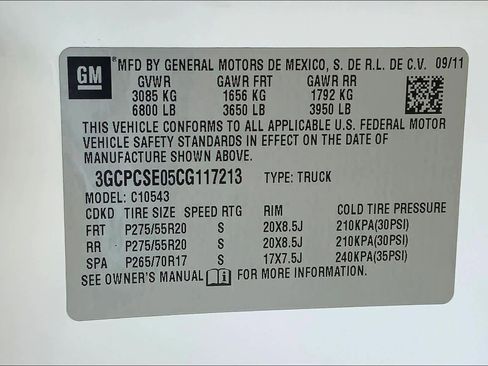 GM
MFD BY GENERAL MOTORS DE MEXICO, S. DE R.L. DE C.V. 09/11
GVWR GAWR FRT GAWR RR
3085 KG 1656 KG 1792 KG
6800 LB 3650 LB 3950 LB
THIS VEHICLE CONFORMS TO ALL APPLICABLE U.S. FEDERAL MOTOR
VEHICLE SAFETY STANDARDS IN EFFECT ON THE DATE OF
MANUFACTURE SHOWN ABOVE.
3GCPCSE05CG117213 TYPE: TRUCK
MODEL: C10543
CDKD TIRE SIZE SPEED RTG RIM COLD TIRE PRESSURE
FRT P275/55R20 S 20X8.5J 210KPA(30PSI)
RR P275/55R20 S 20X8.5J 210KPA(30PSI)
SPA P265/70R17 S 17X7.5J 240KPA(35PSI)
SEE OWNER'S MANUAL FOR MORE INFORMATION.